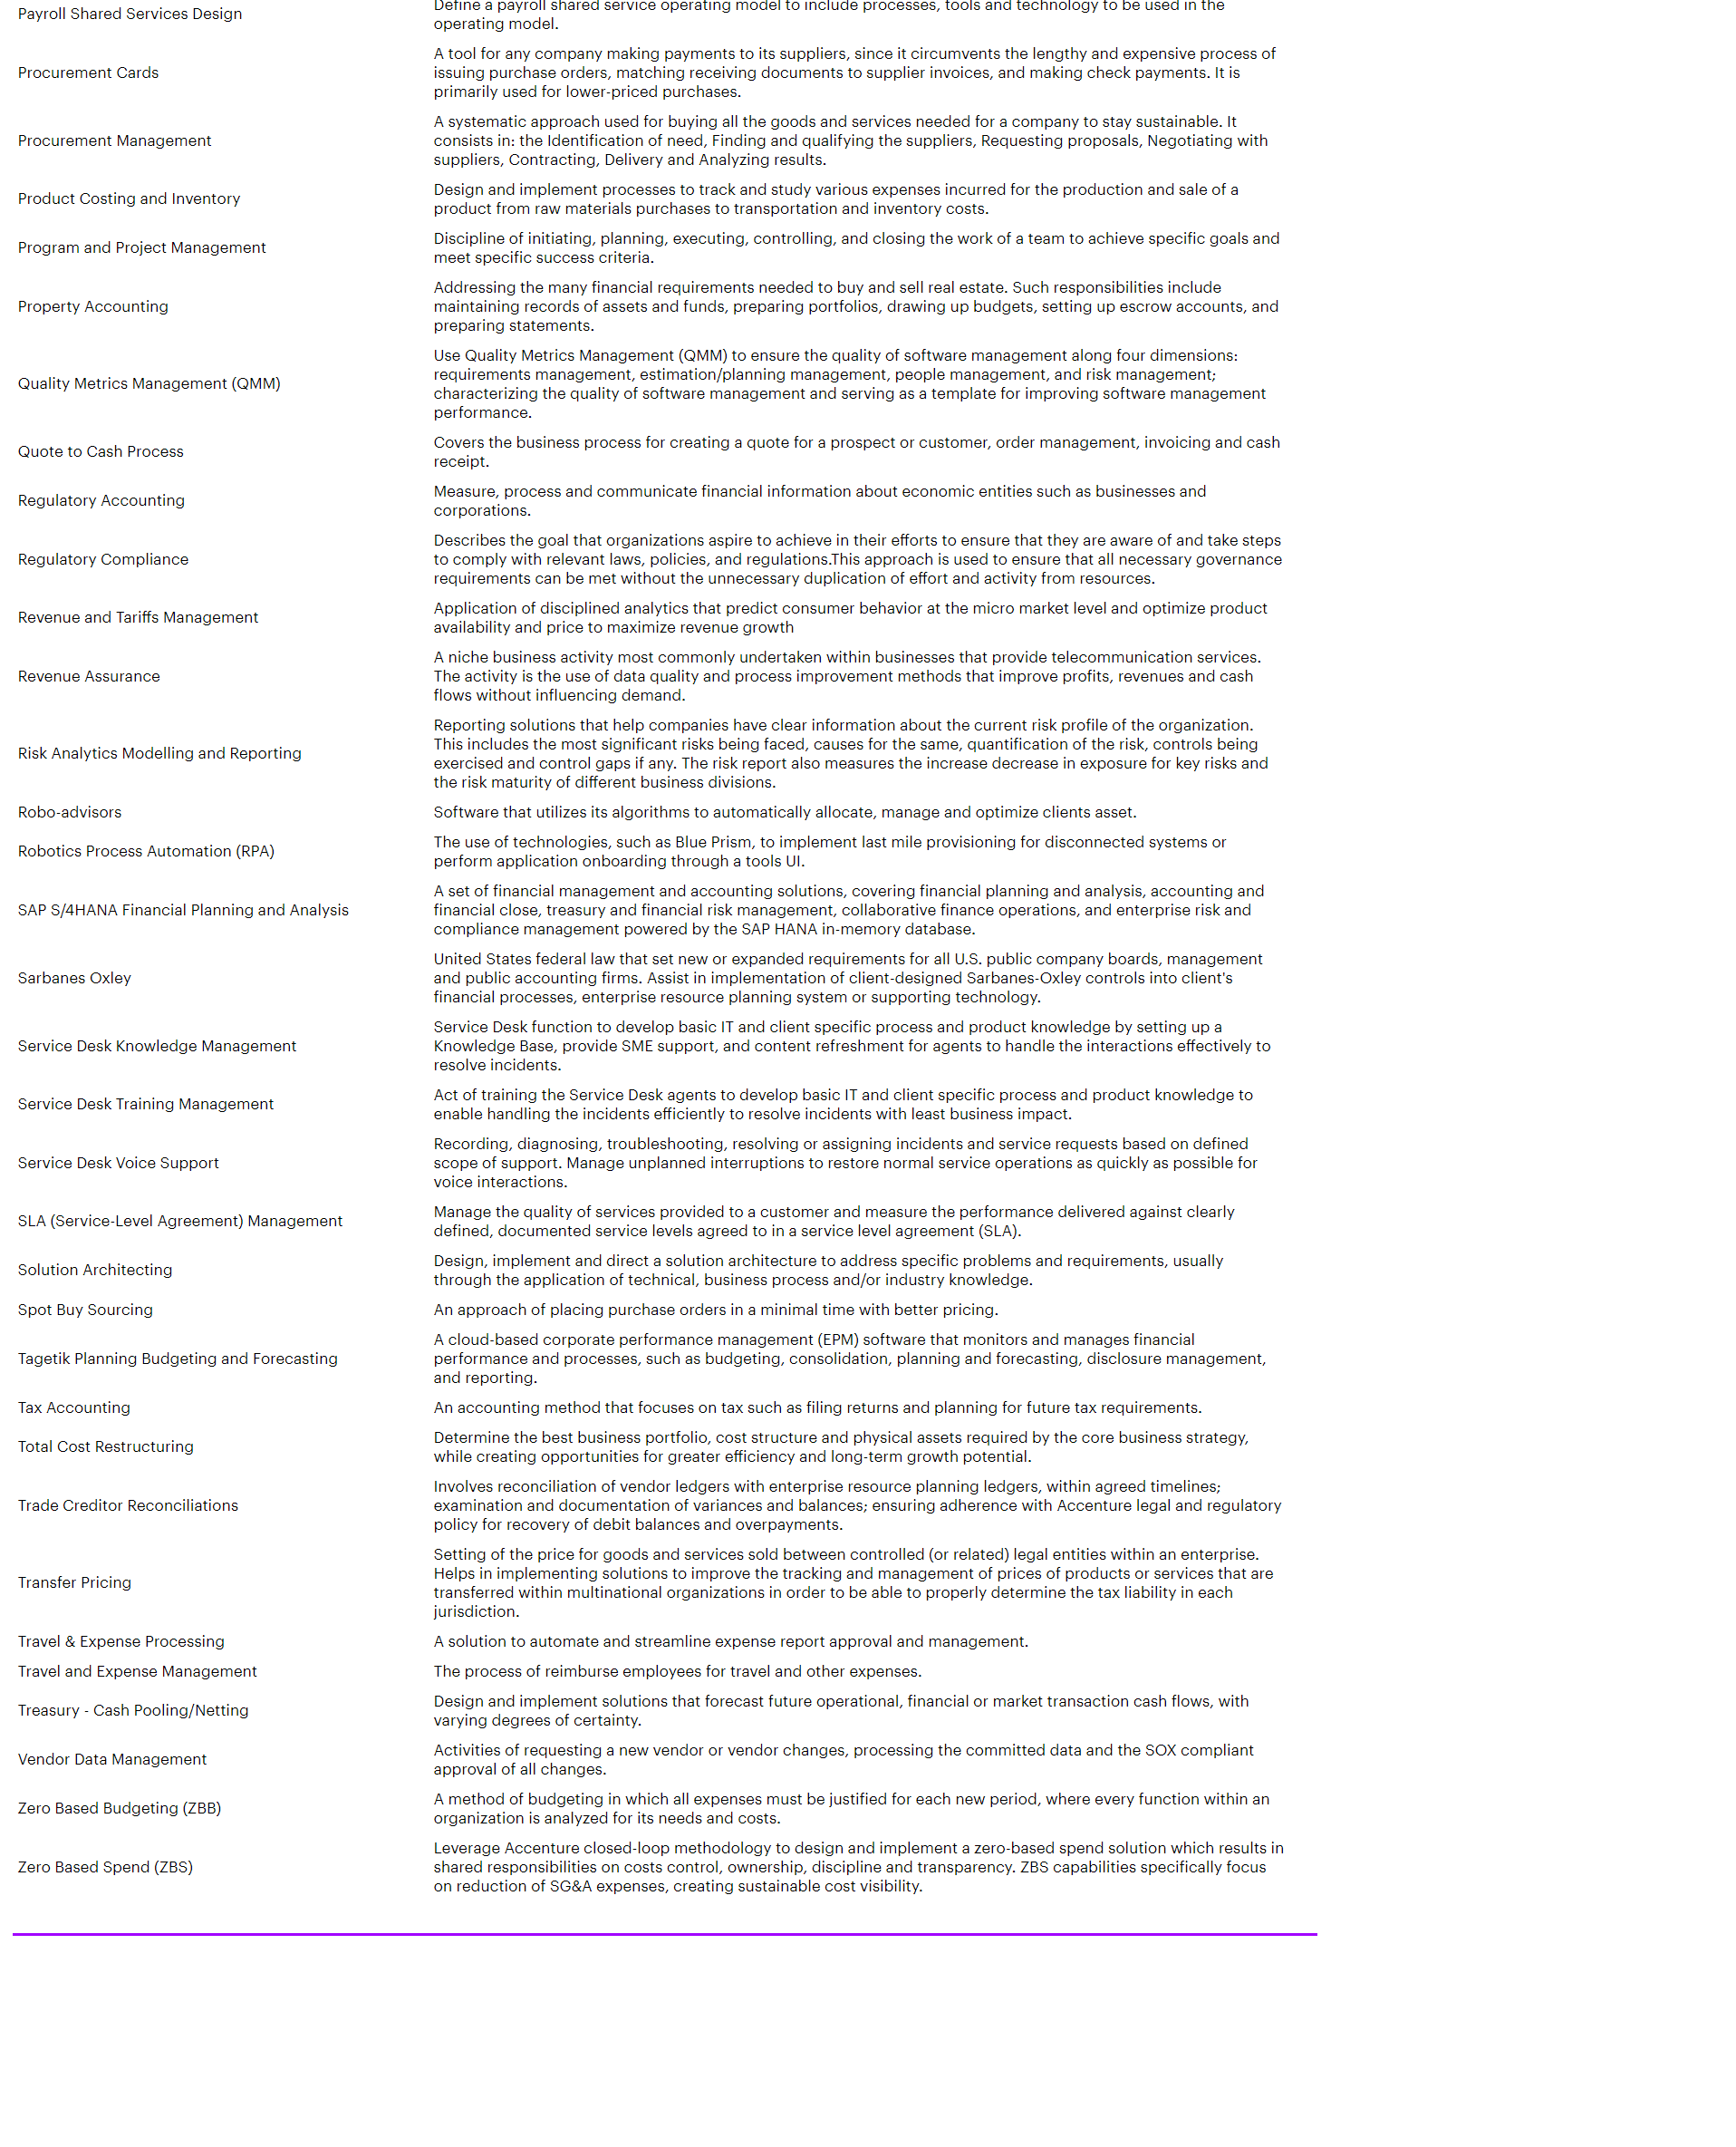 Payroll Shared Services Design
Define a payroll shared service operating model to include processes, tools and technology to be used in the
operating model.
Procurement Cards
A tool for any company making payments to its suppliers, since it circumvents the lengthy and expensive process of
issuing purchase orders, matching receiving documents to supplier invoices, and making check payments. It is
primarily used for lower-priced purchases.
Procurement Management
A systematic approach used for buying all the goods and services needed for a company to stay sustainable. It
consists in: the Identification of need, Finding and qualifying the suppliers, Requesting proposals, Negotiating with
suppliers, Contracting, Delivery and Analyzing results.
Product Costing and Inventory
Design and implement processes to track and study various expenses incurred for the production and sale of a
product from raw materials purchases to transportation and inventory costs.
Program and Project Management
Discipline of initiating, planning, executing, controlling, and closing the work of a team to achieve specific goals and
meet specific success criteria.
Property Accounting
Addressing the many financial requirements needed to buy and sell real estate. Such responsibilities include
maintaining records of assets and funds, preparing portfolios, drawing up budgets, setting up escrow accounts, and
preparing statements.
Quality Metrics Management (QMM)
Use Quality Metrics Management (QMM) to ensure the quality of software management along four dimensions:
requirements management, estimation/planning management, people management, and risk management;
characterizing the quality of software management and serving as a template for improving software management
performance.
Quote to Cash Process
Covers the business process for creating a quote for a prospect or customer, order management, invoicing and cash
receipt.
Regulatory Accounting
Measure, process and communicate financial information about economic entities such as businesses and
corporations.
Regulatory Compliance
Describes the goal that organizations aspire to achieve in their efforts to ensure that they are aware of and take steps
to comply with relevant laws, policies, and regulations.This approach is used to ensure that all necessary governance
requirements can be met without the unnecessary duplication of effort and activity from resources.
Revenue and Tariffs Management
Application of disciplined analytics that predict consumer behavior at the micro market level and optimize product
availability and price to maximize revenue growth
Revenue Assurance
A niche business activity most commonly undertaken within businesses that provide telecommunication services.
The activity is the use of data quality and process improvement methods that improve profits, revenues and cash
flows without influencing demand.
Risk Analytics Modelling and Reporting
Reporting solutions that help companies have clear information about the current risk profile of the organization.
This includes the most significant risks being faced, causes for the same, quantification of the risk, controls being
exercised and control gaps if any. The risk report also measures the increase decrease in exposure for key risks and
the risk maturity of different business divisions.
Robo-advisors
Software that utilizes its algorithms to automatically allocate, manage and optimize clients asset.
Robotics Process Automation (RPA)
The use of technologies, such as Blue Prism, to implement last mile provisioning for disconnected systems or
perform application onboarding through a tools UI.
SAP S/4HANA Financial Planning and Analysis
A set of financial management and accounting solutions, covering financial planning and analysis, accounting and
financial close, treasury and financial risk management, collaborative finance operations, and enterprise risk and
compliance management powered by the SAP HANA in-memory database.
Sarbanes Oxley
United States federal law that set new or expanded requirements for all U.S. public company boards, management
and public accounting firms. Assist in implementation of client-designed Sarbanes-Oxley controls into client's
financial processes, enterprise resource planning system or supporting technology.
Service Desk Knowledge Management
Service Desk function to develop basic IT and client specific process and product knowledge by setting up a
Knowledge Base, provide SME support, and content refreshment for agents to handle the interactions effectively to
resolve incidents.
Service Desk Training Management
Act of training the Service Desk agents to develop basic IT and client specific process and product knowledge to
enable handling the incidents efficiently to resolve incidents with least business impact.
Service Desk Voice Support
Recording, diagnosing, troubleshooting, resolving or assigning incidents and service requests based on defined
scope of support. Manage unplanned interruptions to restore normal service operations as quickly as possible for
voice interactions.
SLA (Service-Level Agreement) Management
Manage the quality of services provided to a customer and measure the performance delivered against clearly
defined, documented service levels agreed to in a service level agreement (SLA).
Solution Architecting
Design, implement and direct a solution architecture to address specific problems and requirements, usually
through the application of technical, business process and/or industry knowledge.
Spot Buy Sourcing
An approach of placing purchase orders in a minimal time with better pricing.
Tagetik Planning Budgeting and Forecasting
A cloud-based corporate performance management (EPM) software that monitors and manages financial
performance and processes, such as budgeting, consolidation, planning and forecasting, disclosure management,
and reporting.
Tax Accounting
An accounting method that focuses on tax such as filing returns and planning for future tax requirements.
Total Cost Restructuring
Determine the best business portfolio, cost structure and physical assets required by the core business strategy,
while creating opportunities for greater efficiency and long-term growth potential.
Trade Creditor Reconciliations
Involves reconciliation of vendor ledgers with enterprise resource planning ledgers, within agreed timelines;
examination and documentation of variances and balances; ensuring adherence with Accenture legal and regulatory
policy for recovery of debit balances and overpayments.
Transfer Pricing
Setting of the price for goods and services sold between controlled (or related) legal entities within an enterprise.
Helps in implementing solutions to improve the tracking and management of prices of products or services that are
transferred within multinational organizations in order to be able to properly determine the tax liability in each
jurisdiction.
Travel & Expense Processing
A solution to automate and streamline expense report approval and management.
Travel and Expense Management
The process of reimburse employees for travel and other expenses.
Treasury - Cash Pooling/Netting
Design and implement solutions that forecast future operational, financial or market transaction cash flows, with
varying degrees of certainty.
Vendor Data Management
Activities of requesting a new vendor or vendor changes, processing the committed data and the SOX compliant
approval of all changes.
Zero Based Budgeting (ZBB)
A method of budgeting in which all expenses must be justified for each new period, where every function within an
organization is analyzed for its needs and costs.
Zero Based Spend (ZBS)
Leverage Accenture closed-loop methodology to design and implement a zero-based spend solution which results in
shared responsibilities on costs control, ownership, discipline and transparency. ZBS capabilities specifically focus
on reduction of SG&A expenses, creating sustainable cost visibility.